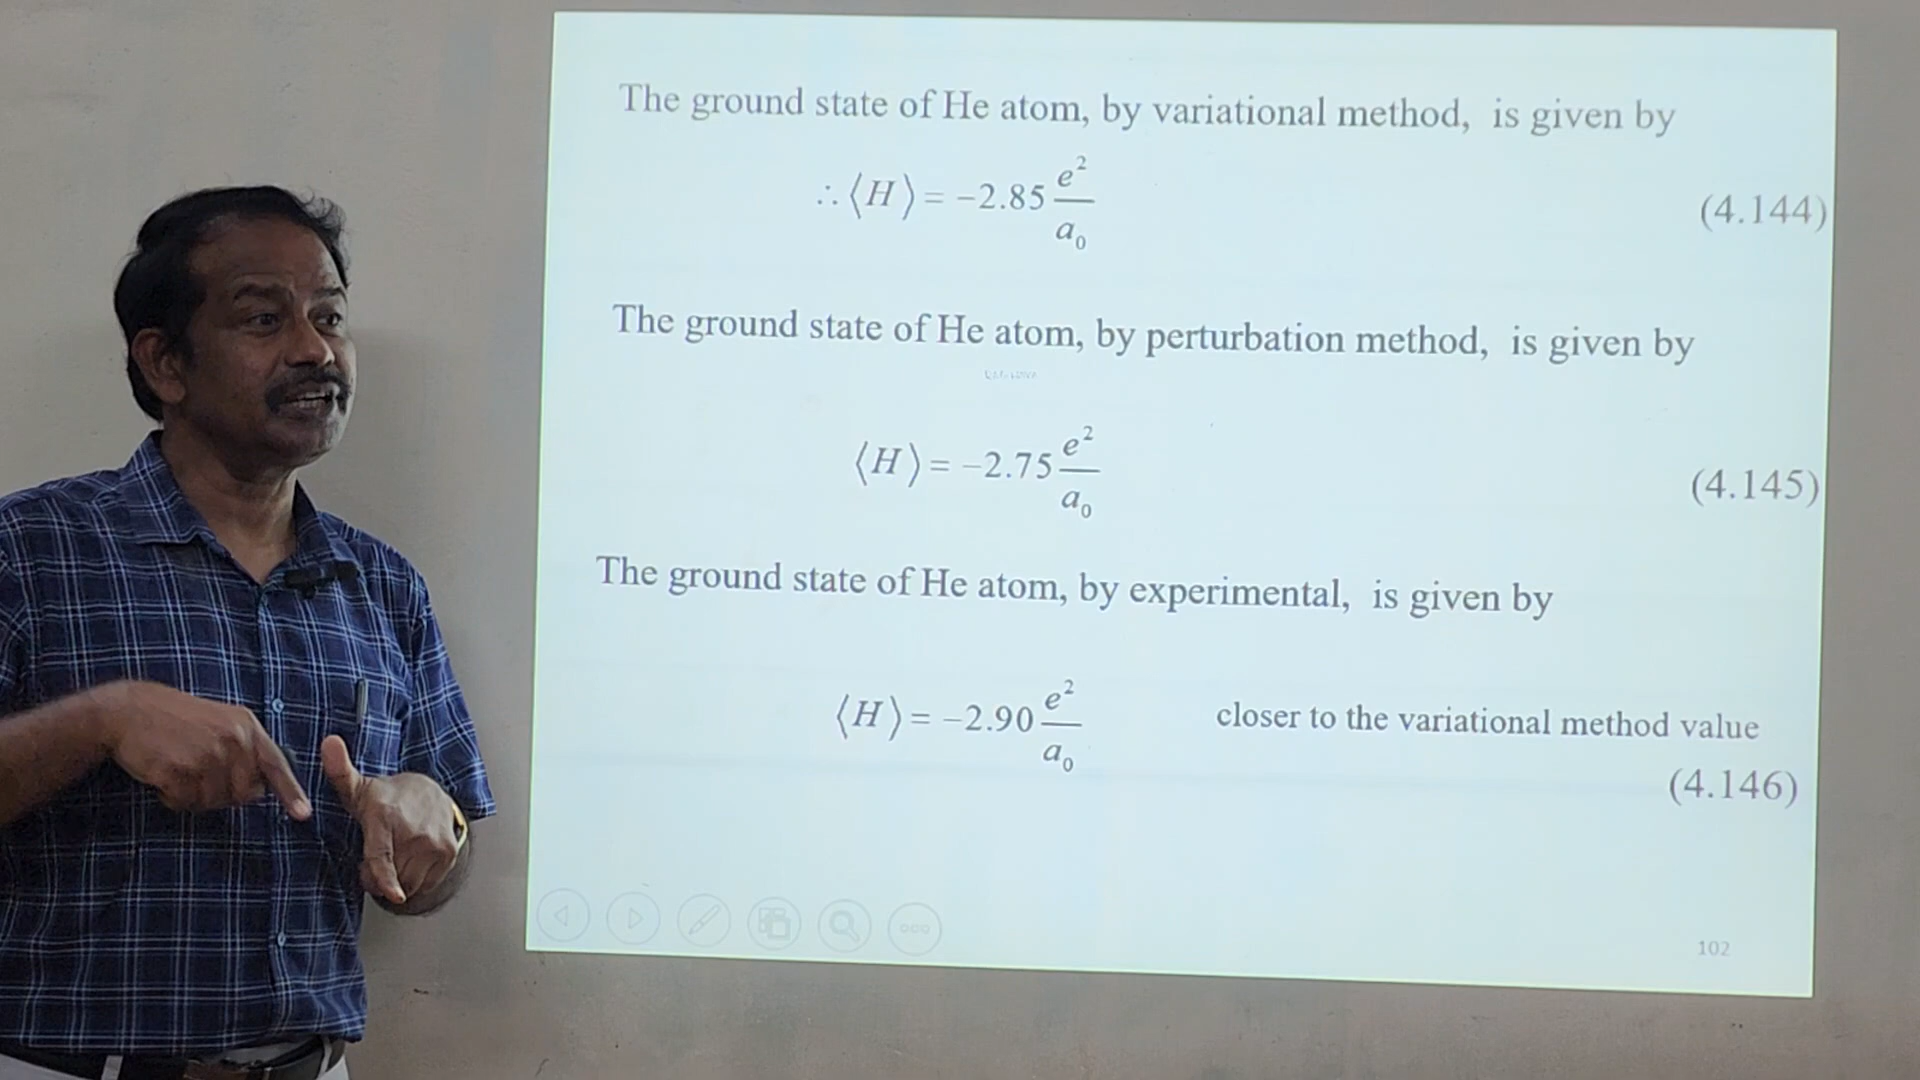 The ground state of He atom, by variational method, is given by
∴ ⟨H⟩ = −2.85 e²/a₀ (4.144)
The ground state of He atom, by perturbation method, is given by
⟨H⟩ = −2.75 e²/a₀ (4.145)
The ground state of He atom, by experimental, is given by
⟨H⟩ = −2.90 e²/a₀ closer to the variational method value
(4.146)
102